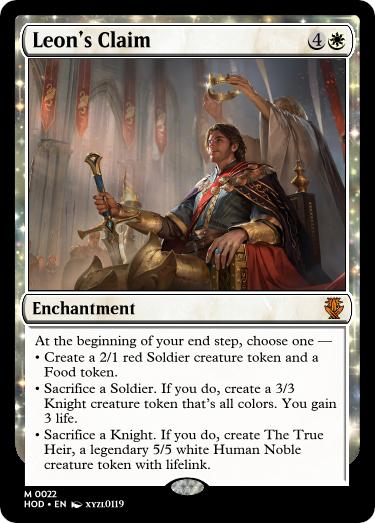 Leon's Claim 4
Enchantment
At the beginning of your end step, choose one —
• Create a 2/1 red Soldier creature token and a
Food token.
• Sacrifice a Soldier. If you do, create a 3/3
Knight creature token that's all colors. You gain
3 life.
• Sacrifice a Knight. If you do, create The True
Heir, a legendary 5/5 white Human Noble
creature token with lifelink.
M 0022
HOD • EN XYZL0119